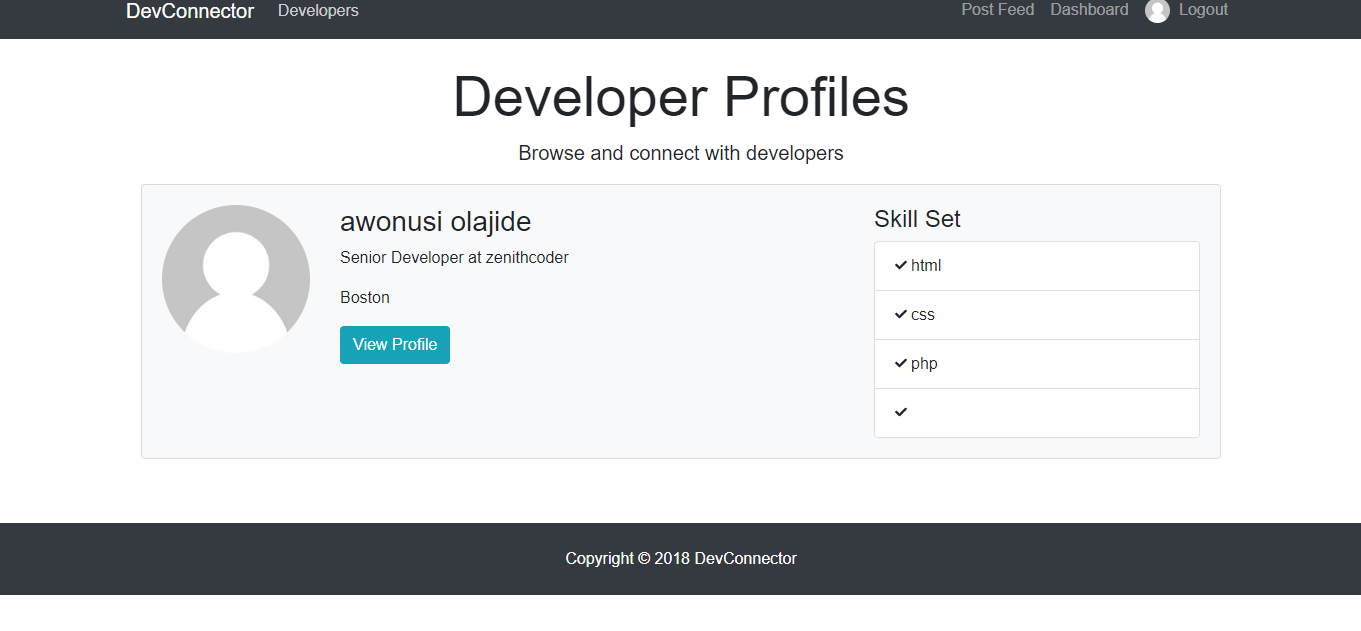 DevConnector Developers Post Feed Dashboard Logout
Developer Profiles
Browse and connect with developers
awonusi olajide
Senior Developer at zenithcoder
Boston
View Profile
Skill Set
html
css
php
Copyright © 2018 DevConnector